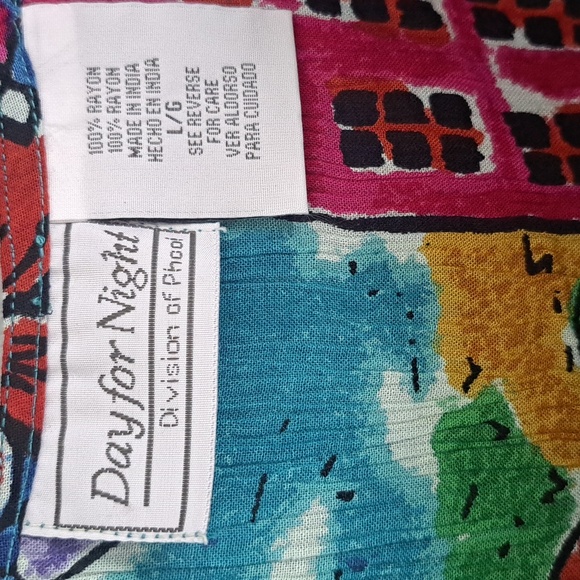 100% RAYON
100% RAYON
MADE IN INDIA
HECHO EN INDIA
L/G
SEE REVERSE
FOR CARE
VER ALDORSO
PARA CUIDADO
Day for Night
Division of Phool